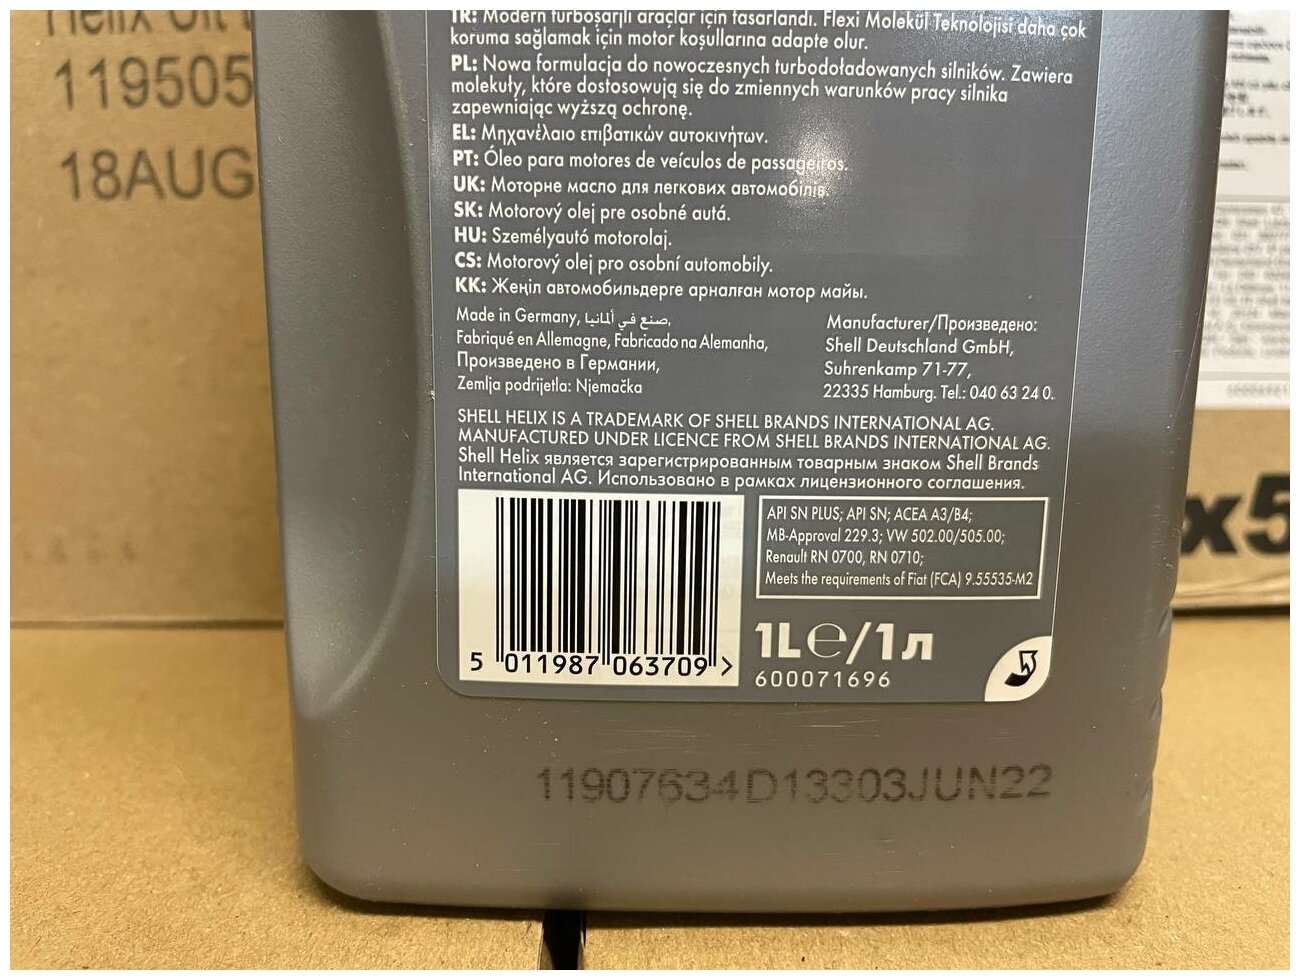 Helix Ult
119505
18AUG
TR: Modern turboşarjlı araçlar için tasarlandı. Flexi Molekül Teknolojisi daha çok
koruma sağlamak için motor koşullarına adapte olur.
PL: Nowa formulacja do nowoczesnych turbodoładowanych silników. Zawiera
molekuły, które dostosowują się do zmiennych warunków pracy silnika
zapewniając wyższą ochronę.
EL: Μηχανέλαιο επιβατικών αυτοκινήτων.
PT: Óleo para motores de veículos de passageiros.
UK: Моторне масло для легкових автомобілів.
SK: Motorový olej pre osobné autá.
HU: Személyautó motorolaj.
CS: Motorový olej pro osobní automobily.
KK: Жеңіл автомобильдерге арналған мотор майы.
Made in Germany, صنع في ألمانيا,
Fabriqué en Allemagne, Fabricado na Alemanha,
Произведено в Германии,
Zemlja podrijetla: Njemačka
Manufacturer/Произведено:
Shell Deutschland GmbH,
Suhrenkamp 71-77,
22335 Hamburg. Tel.: 040 63 24 0.
SHELL HELIX IS A TRADEMARK OF SHELL BRANDS INTERNATIONAL AG.
MANUFACTURED UNDER LICENCE FROM SHELL BRANDS INTERNATIONAL AG.
Shell Helix является зарегистрированным товарным знаком Shell Brands
International AG. Использовано в рамках лицензионного соглашения.
API SN PLUS; API SN; ACEA A3/B4;
MB-Approval 229.3; VW 502.00/505.00;
Renault RN 0700, RN 0710;
Meets the requirements of Fiat (FCA) 9.55535-M2
5 011987 063709 >
1L℮/1л
600071696
11907634D13303JUN22
x5